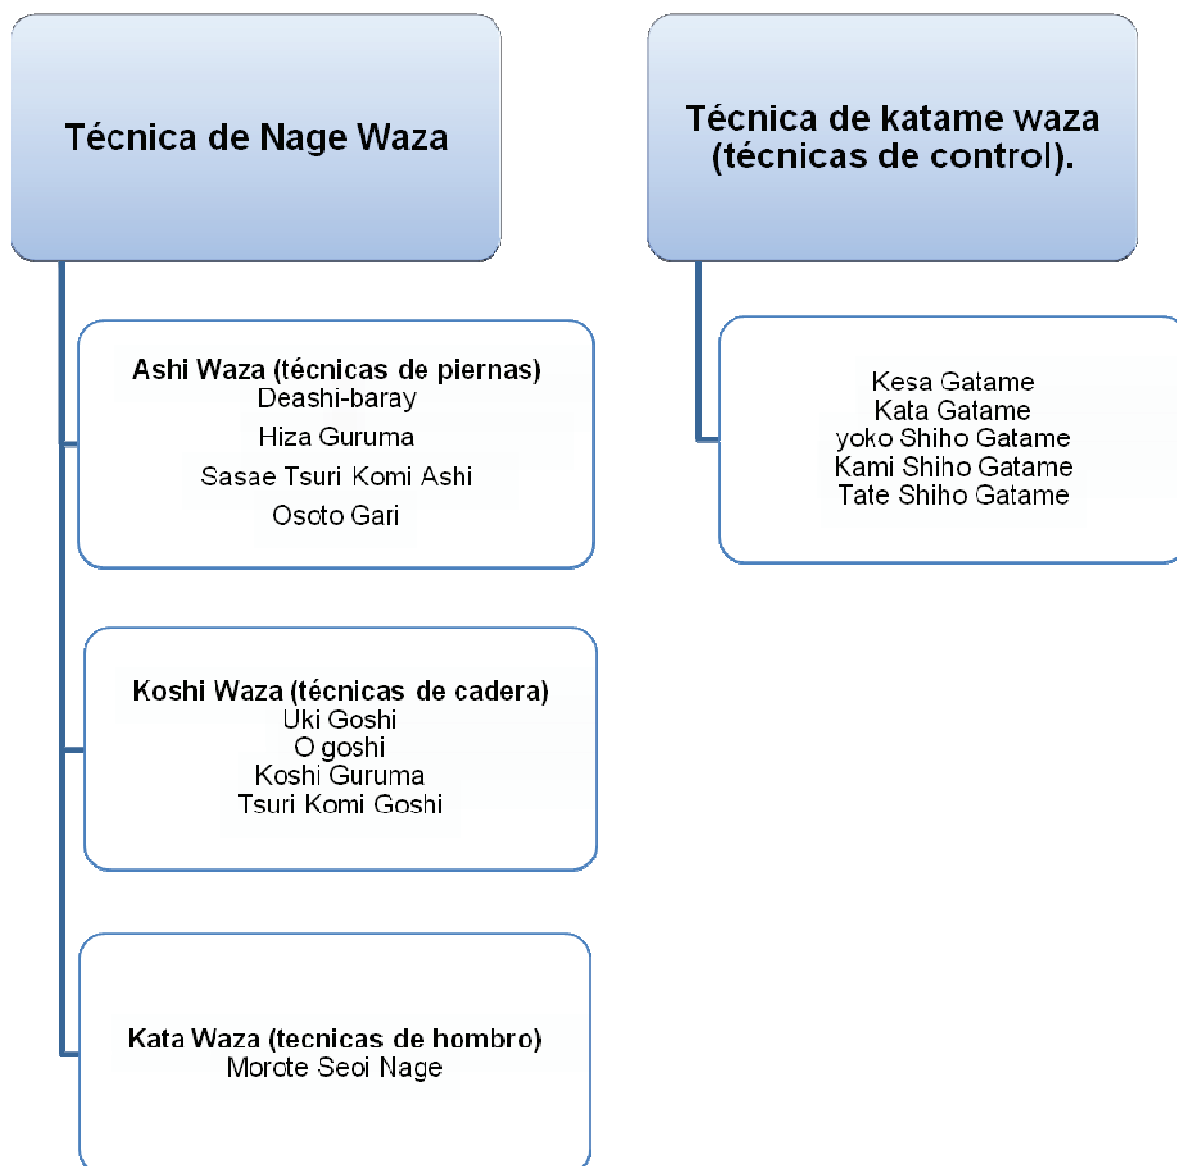 Técnica de Nage Waza
Técnica de katame waza
(técnicas de control).
Ashi Waza (técnicas de piernas)
Deashi-baray
Hiza Guruma
Sasae Tsuri Komi Ashi
Osoto Gari
Kesa Gatame
Kata Gatame
yoko Shiho Gatame
Kami Shiho Gatame
Tate Shiho Gatame
Koshi Waza (técnicas de cadera)
Uki Goshi
O goshi
Koshi Guruma
Tsuri Komi Goshi
Kata Waza (tecnicas de hombro)
Morote Seoi Nage